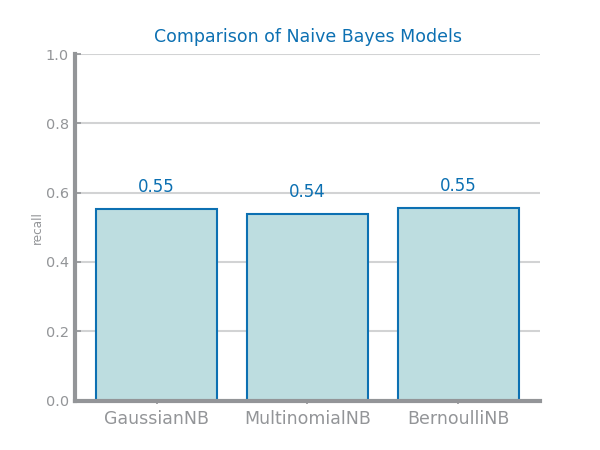 Comparison of Naive Bayes Models
1.0
0.8
0.6
0.4
0.2
0.0
recall
0.55
0.54
0.55
GaussianNB
MultinomialNB
BernoulliNB